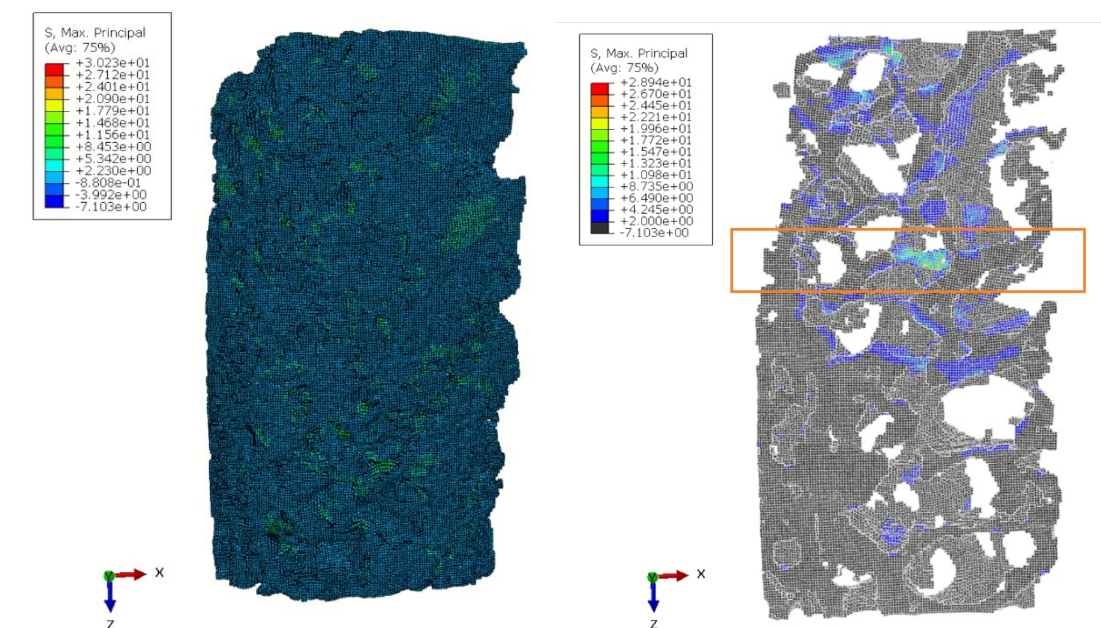 S, Max. Principal
(Avg: 75%)
+3.023e+01
+2.712e+01
+2.401e+01
+2.090e+01
+1.779e+01
+1.468e+01
+1.156e+01
+8.453e+00
+5.342e+00
+2.230e+00
-8.808e-01
-3.992e+00
-7.103e+00
Y
X
Z
S, Max. Principal
(Avg: 75%)
+2.894e+01
+2.670e+01
+2.445e+01
+2.221e+01
+1.996e+01
+1.772e+01
+1.547e+01
+1.323e+01
+1.098e+01
+8.735e+00
+6.490e+00
+4.245e+00
+2.000e+00
-7.103e+00
Y
X
Z